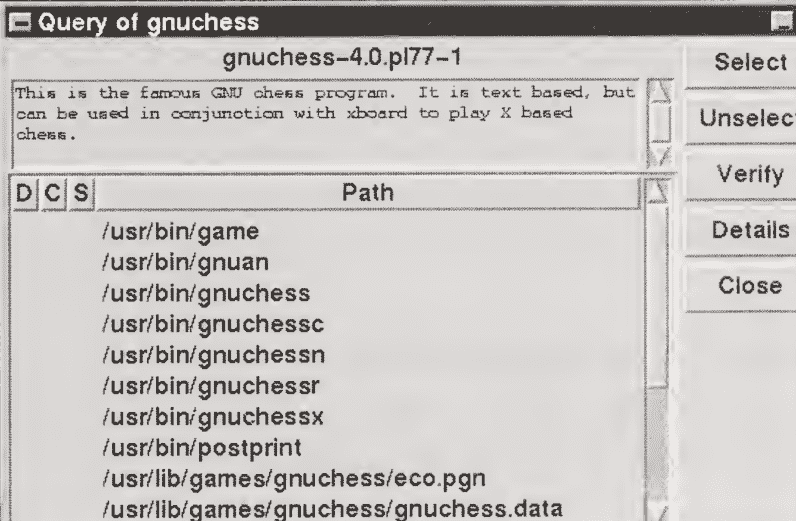 Query of gnuchess
gnuchess-4.0.pl77-1
This is the famous GNU chess program. It is text based, but
can be used in conjunction with xboard to play X based
chess.
Select
Unselect
Verify
Details
Close
D C S Path
/usr/bin/game
/usr/bin/gnuan
/usr/bin/gnuchess
/usr/bin/gnuchessc
/usr/bin/gnuchessn
/usr/bin/gnuchessr
/usr/bin/gnuchessx
/usr/bin/postprint
/usr/lib/games/gnuchess/eco.pgn
/usr/lib/games/gnuchess/gnuchess.data